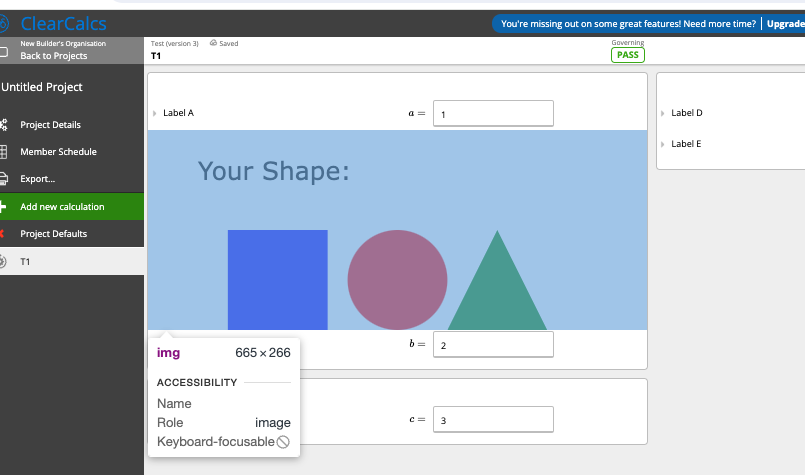 ClearCalcs
You're missing out on some great features! Need more time? | Upgrade
New Builder's Organisation
Back to Projects
Test (version 3) Saved
T1
Governing
PASS
Untitled Project
Project Details
Member Schedule
Export...
Add new calculation
Project Defaults
T1
Label A
a = 1
Your Shape:
b = 2
c = 3
Label D
Label E
img 665 × 266
ACCESSIBILITY
Name
Role image
Keyboard-focusable